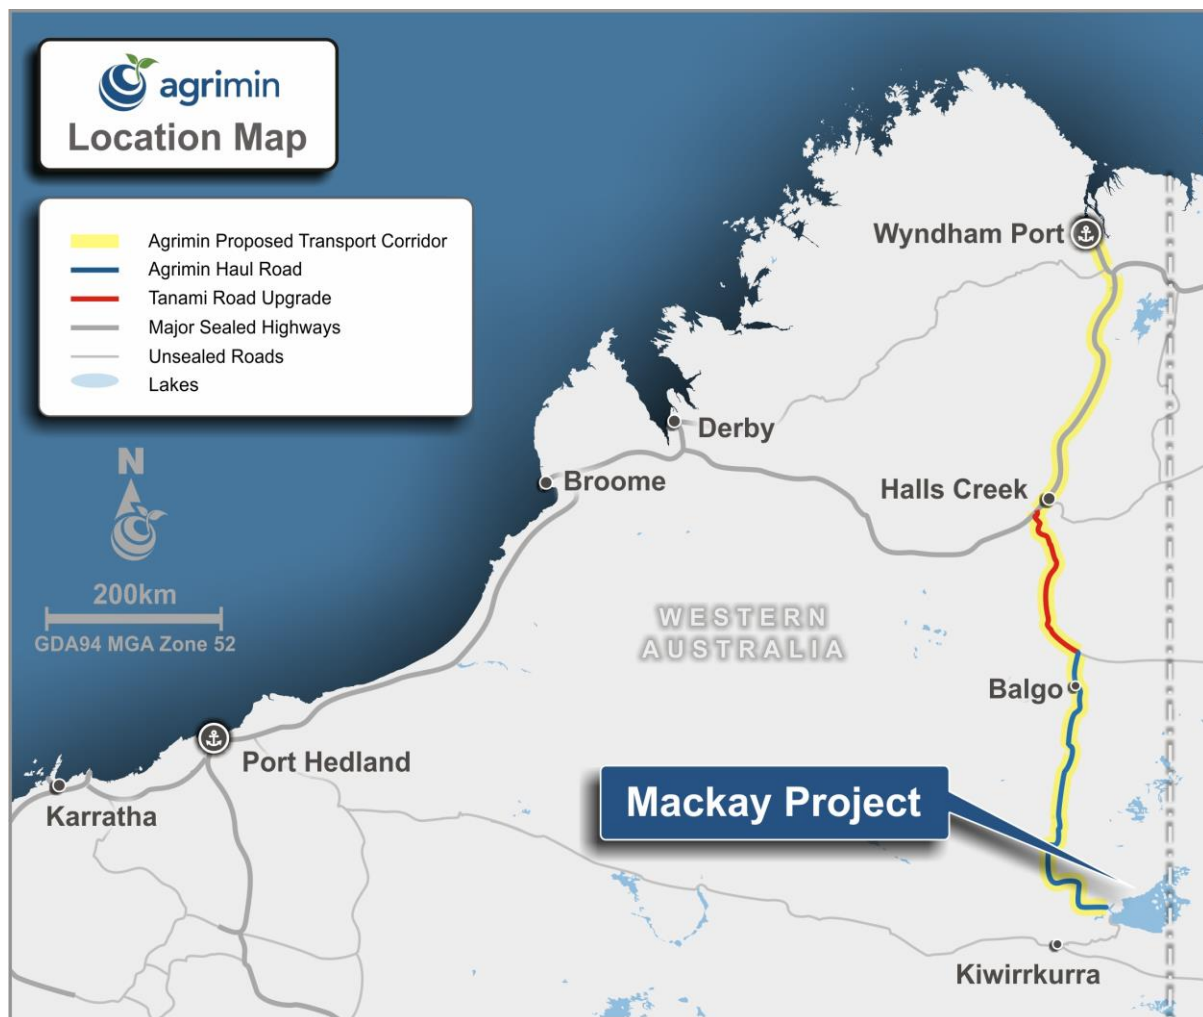 agrimin
Location Map
Agrimin Proposed Transport Corridor
Agrimin Haul Road
Tanami Road Upgrade
Major Sealed Highways
Unsealed Roads
Lakes
N
200km
GDA94 MGA Zone 52
Wyndham Port
Derby
Broome
Halls Creek
WESTERN
AUSTRALIA
Balgo
Port Hedland
Karratha
Mackay Project
Kiwirrkurra